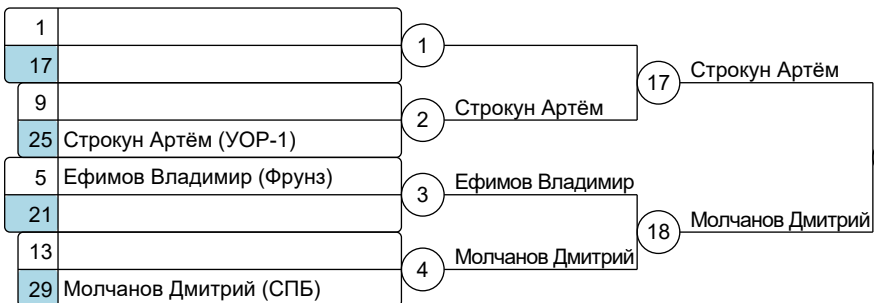 1
17
1
9
25 Строкун Артём (УОР-1)
2
Строкун Артём
17
Строкун Артём
5 Ефимов Владимир (Фрунз)
21
3
Ефимов Владимир
13
29 Молчанов Дмитрий (СПБ)
4
Молчанов Дмитрий
18
Молчанов Дмитрий